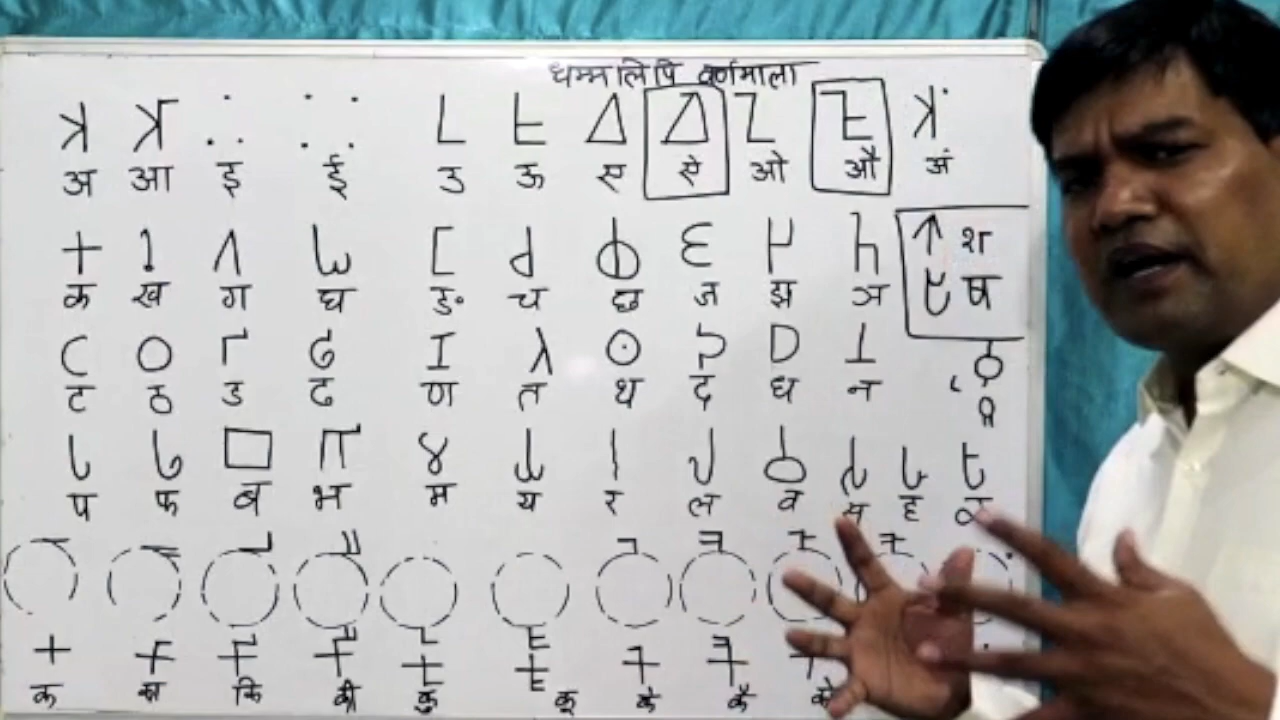 धम्मलिपि वर्णमाला
𑀅 𑀆 𑀇 𑀈 𑀉 𑀊 𑀏 𑀐 𑀑 𑀒 𑀅𑀁
अ आ इ ई उ ऊ ए ऐ ओ औ अं
𑀓 𑀔 𑀕 𑀖 𑀗 𑀘 𑀙 𑀚 𑀛 𑀜 𑀰 श
क ख ग घ ङ च छ ज झ ञ 𑀱 ष
𑀝 𑀞 𑀟 𑀠 𑀡 𑀢 𑀣 𑀤 𑀥 𑀦
ट ठ ड ढ ण त थ द ध न
𑀧 𑀨 𑀩 𑀪 𑀫 𑀬 𑀭 𑀮 𑀯 𑀲 𑀳 𑀴
प फ ब भ म य र ल व स ह
𑀓 𑀓𑀸 𑀓𑀺 𑀓𑀻 𑀓𑀼 𑀓𑀽 𑀓𑁂 𑀓𑁃
क का कि की कु कू के कै को